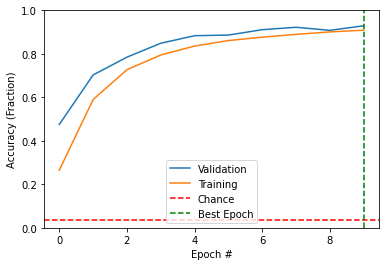 1.0
0.8
0.6
0.4
0.2
0.0
Accuracy (Fraction)
Validation
Training
Chance
Best Epoch
0 2 4 6 8
Epoch #